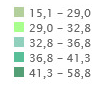 15,1 – 29,0
29,0 – 32,8
32,8 – 36,8
36,8 – 41,3
41,3 – 58,8